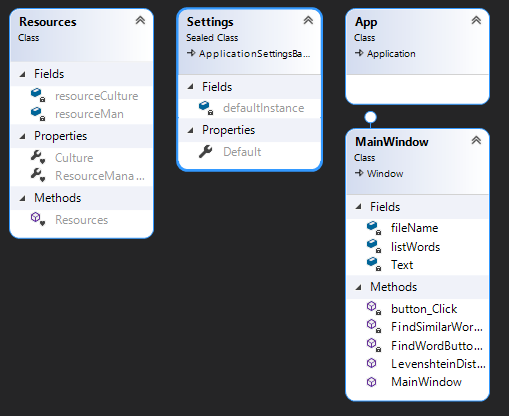 Resources
Class
Fields
resourceCulture
resourceMan
Properties
Culture
ResourceMana...
Methods
Resources
Settings
Sealed Class
ApplicationSettingsBa...
Fields
defaultInstance
Properties
Default
App
Class
Application
MainWindow
Class
Window
Fields
fileName
listWords
Text
Methods
button_Click
FindSimilarWor...
FindWordButto...
LevenshteinDist...
MainWindow